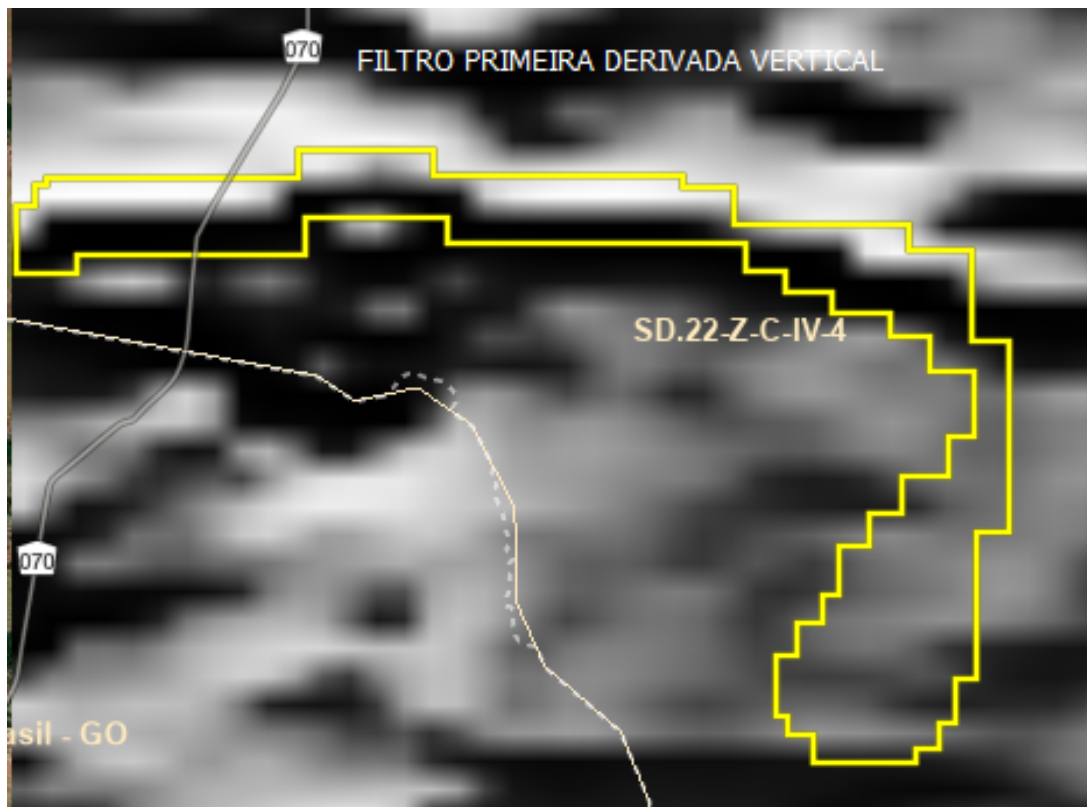 070
FILTRO PRIMEIRA DERIVADA VERTICAL
SD.22-Z-C-IV-4
070
asil - GO